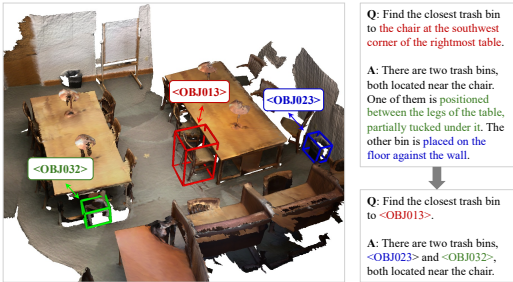 <OBJ013>
<OBJ023>
<OBJ032>
Q: Find the closest trash bin
to the chair at the southwest
corner of the rightmost table.
A: There are two trash bins,
both located near the chair.
One of them is positioned
between the legs of the table,
partially tucked under it. The
other bin is placed on the
floor against the wall.
Q: Find the closest trash bin
to <OBJ013>.
A: There are two trash bins,
<OBJ023> and <OBJ032>,
both located near the chair.